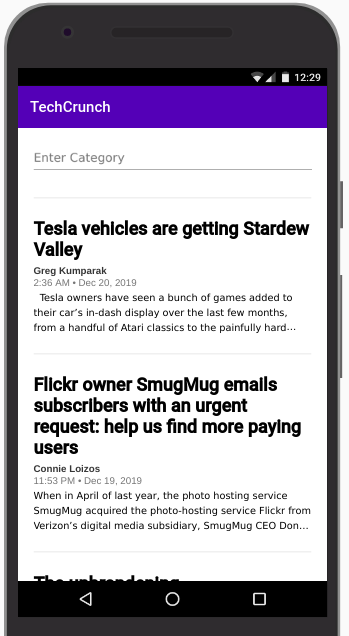 12:29
TechCrunch
Enter Category
Tesla vehicles are getting Stardew
Valley
Greg Kumparak
2:36 AM • Dec 20, 2019
Tesla owners have seen a bunch of games added to
their car's in-dash display over the last few months,
from a handful of Atari classics to the painfully hard…
Flickr owner SmugMug emails
subscribers with an urgent
request: help us find more paying
users
Connie Loizos
11:53 PM • Dec 19, 2019
When in April of last year, the photo hosting service
SmugMug acquired the photo-hosting service Flickr from
Verizon's digital media subsidiary, SmugMug CEO Don...
The unbrandening